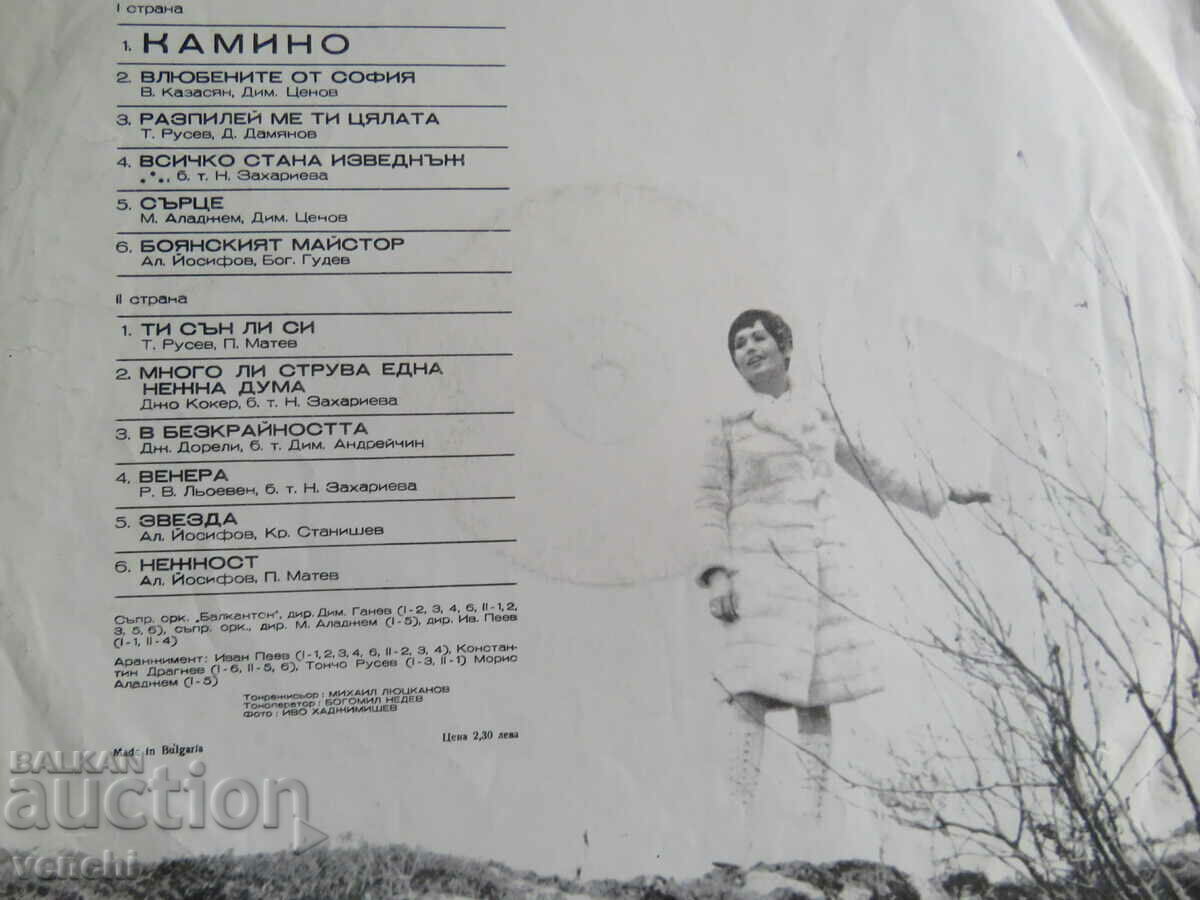 I страна
1. КАМИНО
2. ВЛЮБЕНИТЕ ОТ СОФИЯ
В. Казасян, Дим. Ценов
3. РАЗПИЛЕЙ МЕ ТИ ЦЯЛАТА
Т. Русев, Д. Дамянов
4. ВСИЧКО СТАНА ИЗВЕДНЪЖ
.*., б. т. Н. Захариева
5. СЪРЦЕ
М. Аладжем, Дим. Ценов
6. БОЯНСКИЯТ МАЙСТОР
Ал. Йосифов, Бог. Гудев
II страна
1. ТИ СЪН ЛИ СИ
Т. Русев, П. Матев
2. МНОГО ЛИ СТРУВА ЕДНА
НЕЖНА ДУМА
Джо Кокер, б. т. Н. Захариева
3. В БЕЗКРАЙНОСТТА
Дж. Дорели, б. т. Дим. Андрейчин
4. ВЕНЕРА
Р. В. Льоевен, б. т. Н. Захариева
5. ЗВЕЗДА
Ал. Йосифов, Кр. Станишев
6. НЕЖНОСТ
Ал. Йосифов, П. Матев
Съпр. орк. „Балкантон", дир. Дим. Ганев (I-2, 3, 4, 6, II-1, 2,
3, 5, 6), съпр. орк., дир. М. Аладжем (I-5), дир. Ив. Пеев
(I-1, II-4)
Аранжимент: Иван Пеев (I-1, 2, 3, 4, 6, II-2, 3, 4), Констан-
тин Драгнев (I-6, II-5, 6), Тончо Русев (I-3, II-1) Морис
Аладжем (I-5)
Тонрежисьор: МИХАИЛ ЛЮЦКАНОВ
Тоноператор: БОГОМИЛ НЕДЕВ
Фото: ИВО ХАДЖИМИШЕВ
Made in Bulgaria
Цена 2,30 лева
BALKAN
auction
venchi